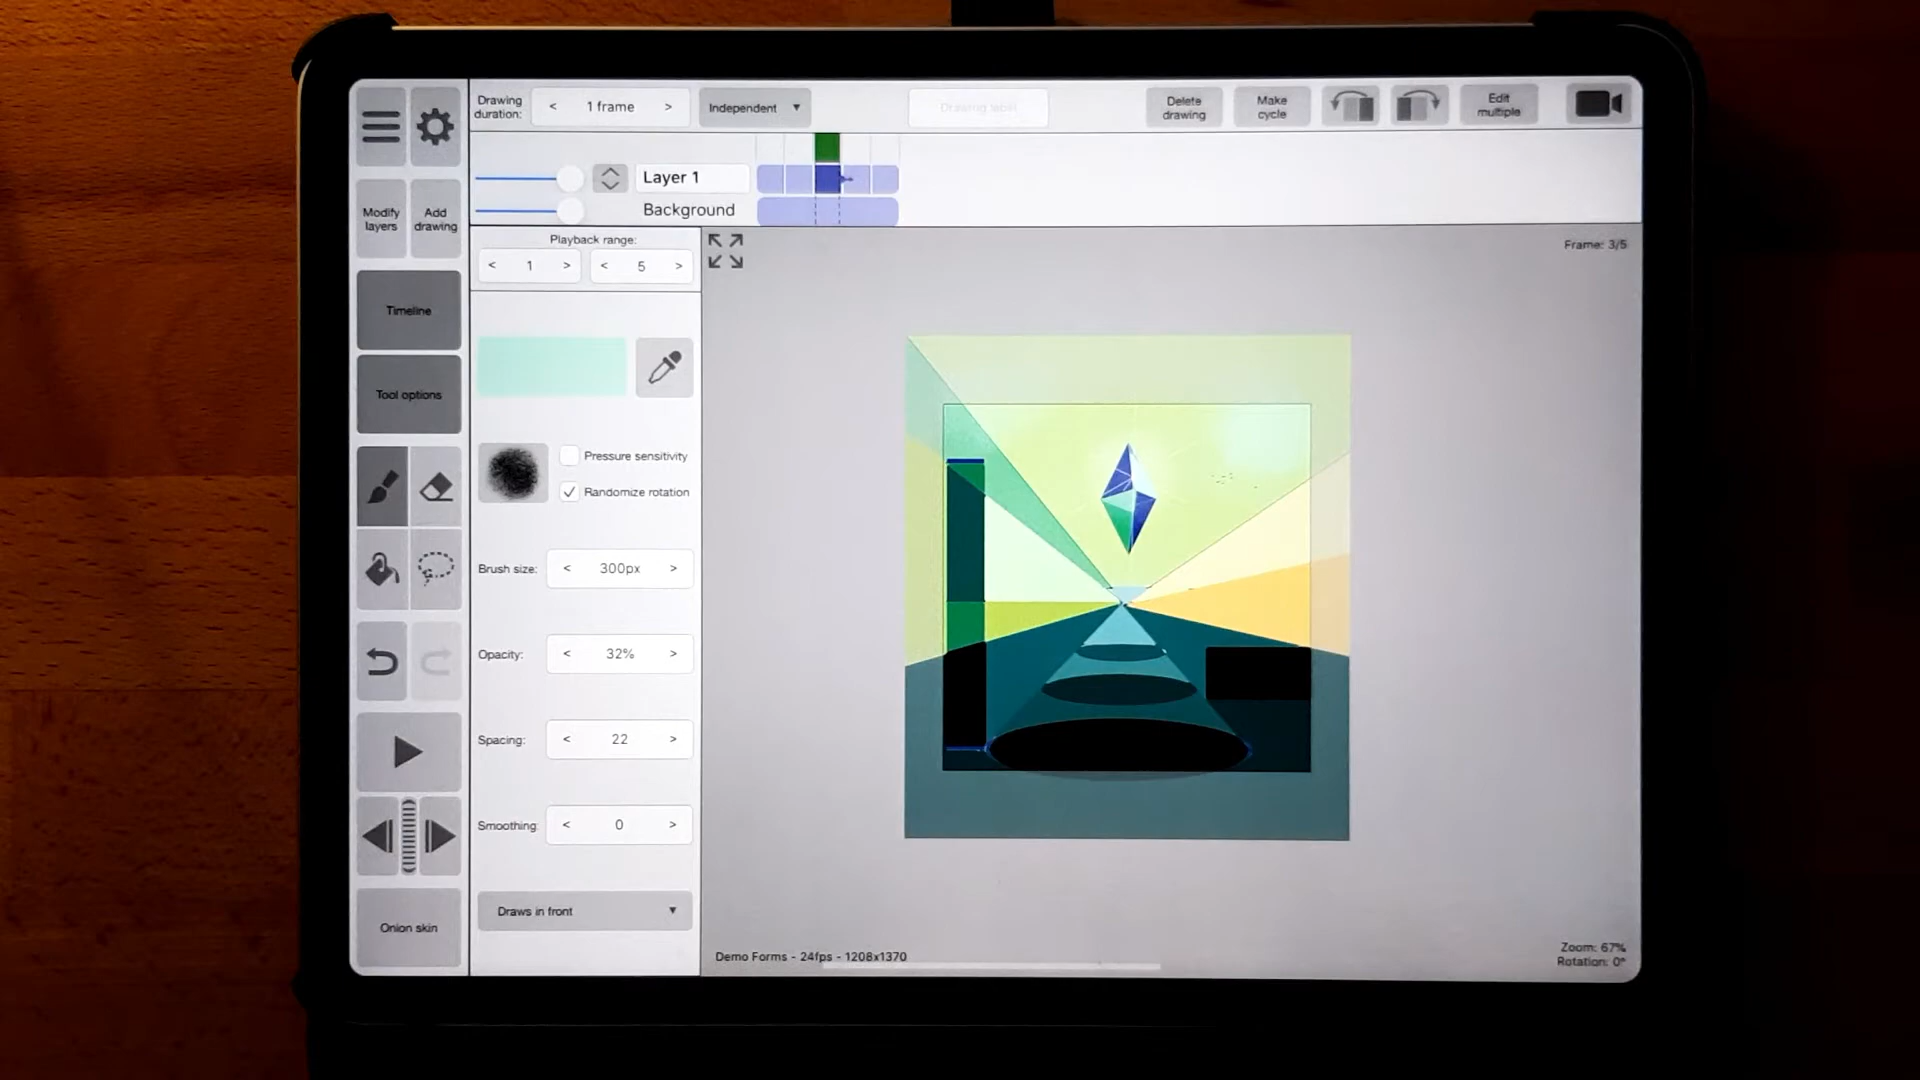 Drawing
duration:
< 1 frame >
Independent
Drawing label
Delete
drawing
Make
cycle
Edit
multiple
Layer 1
Background
Modify
layers
Add
drawing
Playback range:
< 1 >
< 5 >
Frame: 3/5
Timeline
Tool options
Pressure sensitivity
Randomize rotation
Brush size:
< 300px >
Opacity:
< 32% >
Spacing:
< 22 >
Smoothing:
< 0 >
Draws in front
Onion skin
Demo Forms - 24fps - 1208x1370
Zoom: 67%
Rotation: 0°